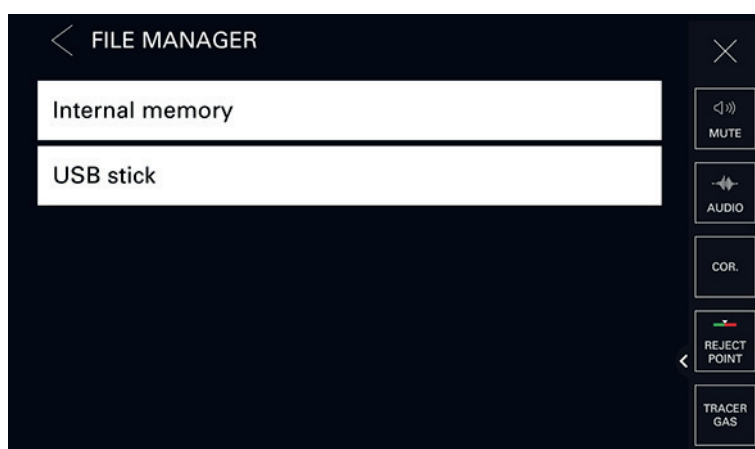 FILE MANAGER
Internal memory
USB stick
MUTE
AUDIO
COR.
REJECT
POINT
TRACER
GAS